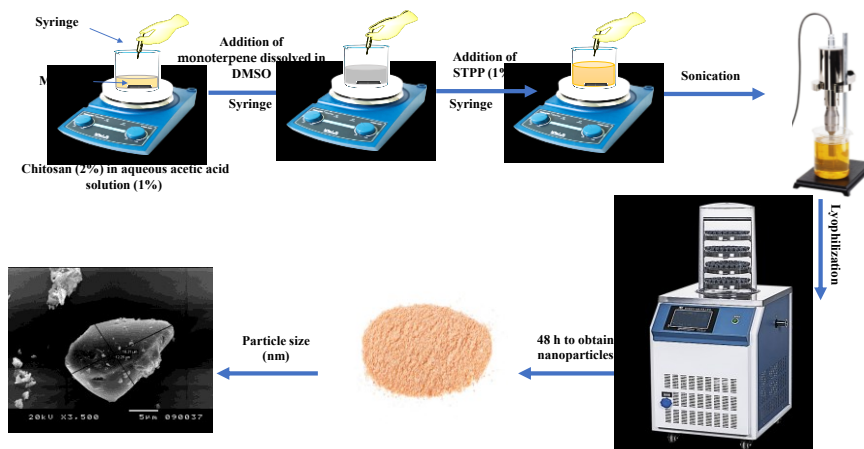 Syringe
M
Chitosan (2%) in aqueous acetic acid
solution (1%)
Addition of
monoterpene dissolved in
DMSO
Syringe
Addition of
STPP (1%
Syringe
Sonication
Lyophilization
48 h to obtain
nanoparticles
Particle size
(nm)
20kV X3,500 5μm 090037